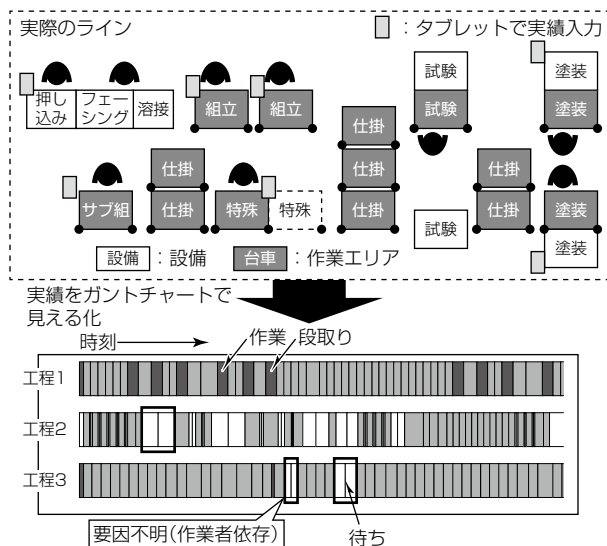 実際のライン
：タブレットで実績入力
押し
込み
フェー
シング
溶接
組立
組立
仕掛
仕掛
仕掛
試験
試験
塗装
塗装
サブ組
仕掛
仕掛
特殊
特殊
試験
仕掛
仕掛
塗装
塗装
設備：設備
台車：作業エリア
実績をガントチャートで
見える化
時刻
作業
段取り
工程1
工程2
工程3
要因不明(作業者依存)
待ち